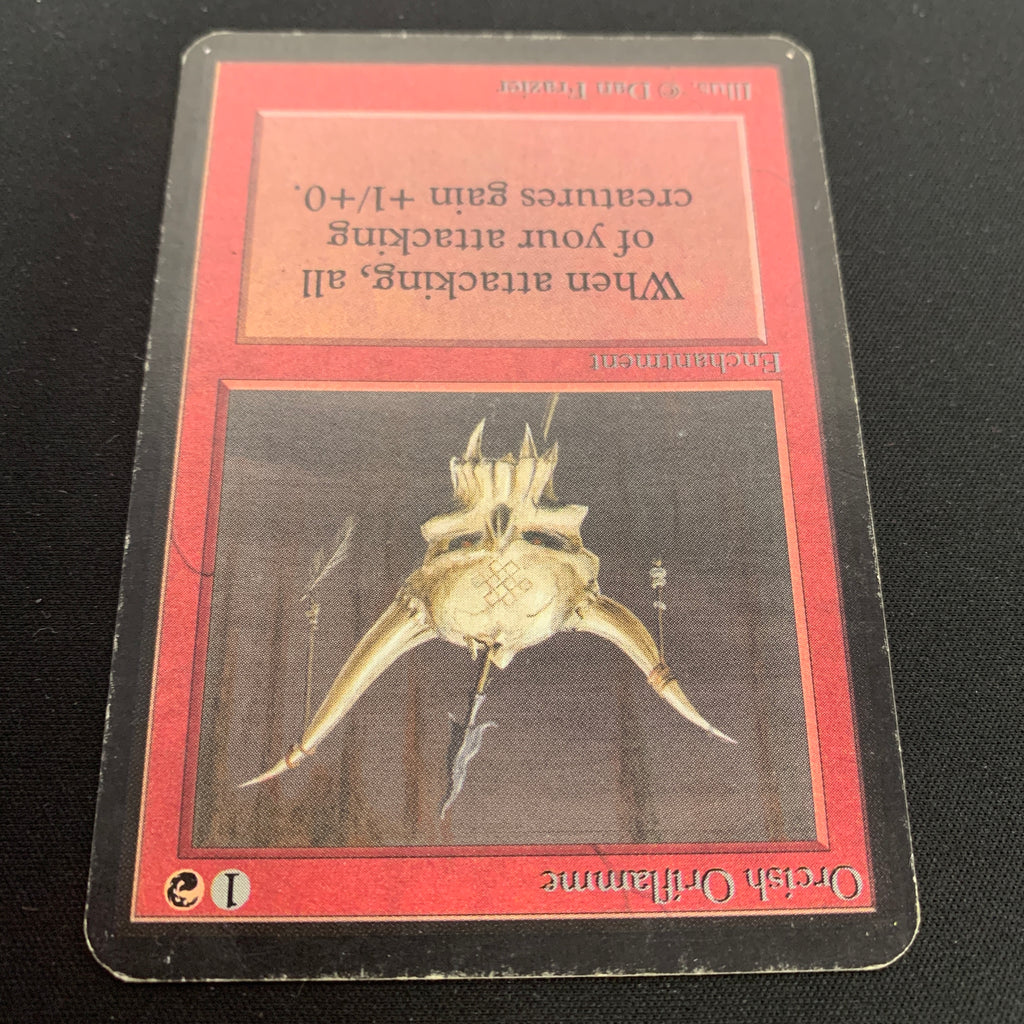 Orcish Oriflamme 1
Enchantment
When attacking, all
of your attacking
creatures gain +1/+0.
Illus. © Dan Frazier